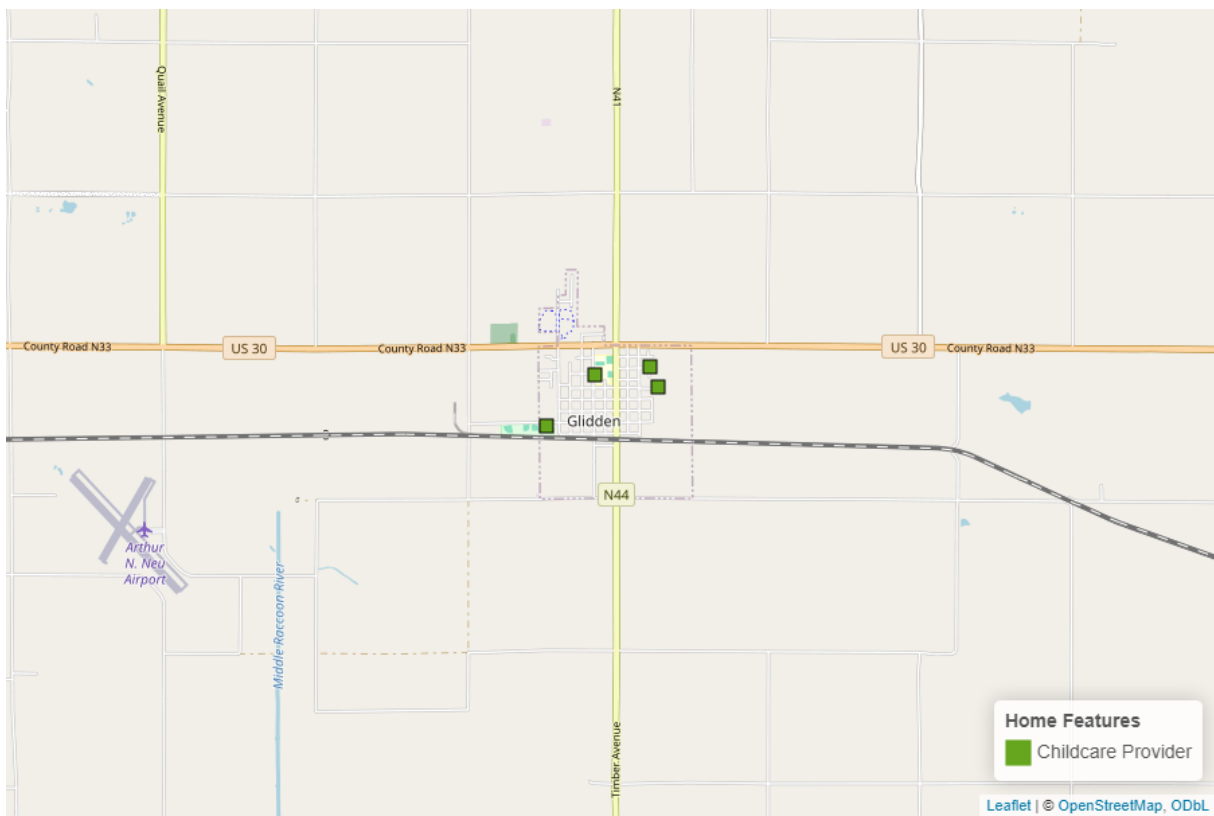 Quail Avenue
N41
County Road N33
US 30
County Road N33
US 30
County Road N33
Glidden
N44
Arthur
N. Neu
Airport
Middle Raccoon River
Timber Avenue
Home Features
Childcare Provider
Leaflet | © OpenStreetMap, ODbL